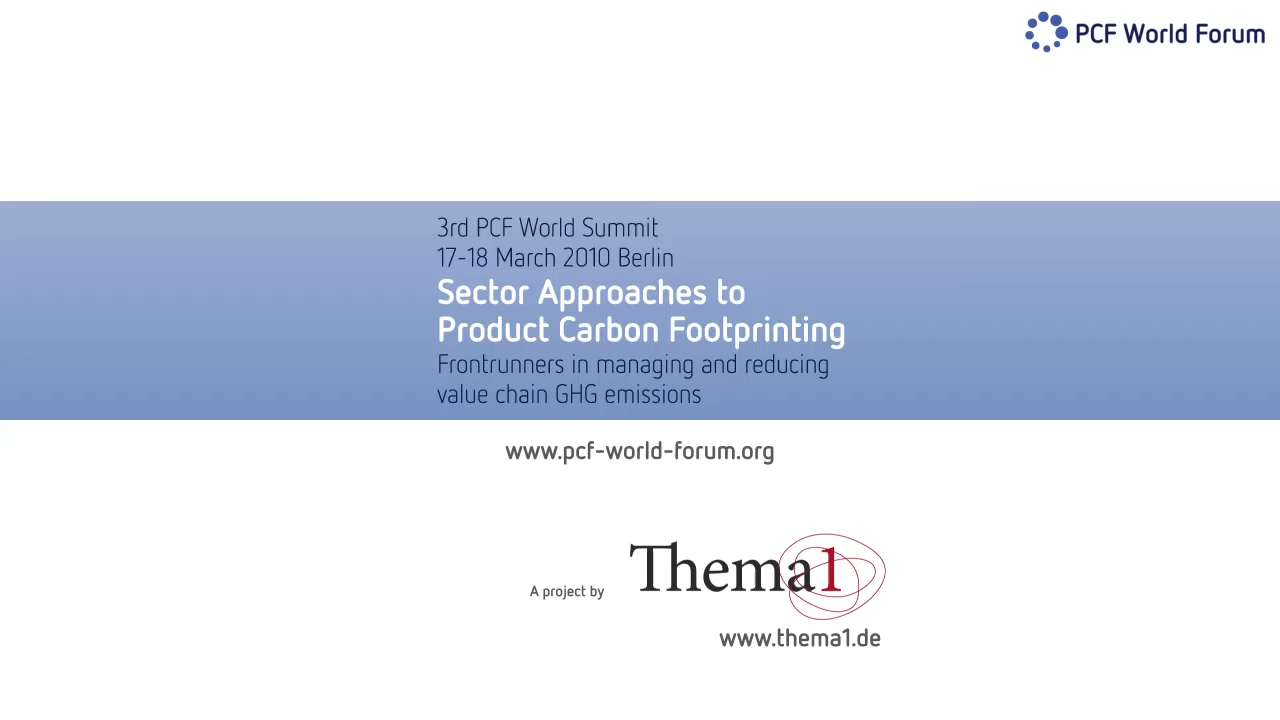 PCF World Forum
3rd PCF World Summit
17-18 March 2010 Berlin
Sector Approaches to
Product Carbon Footprinting
Frontrunners in managing and reducing
value chain GHG emissions
www.pcf-world-forum.org
A project by
Thema1
www.thema1.de